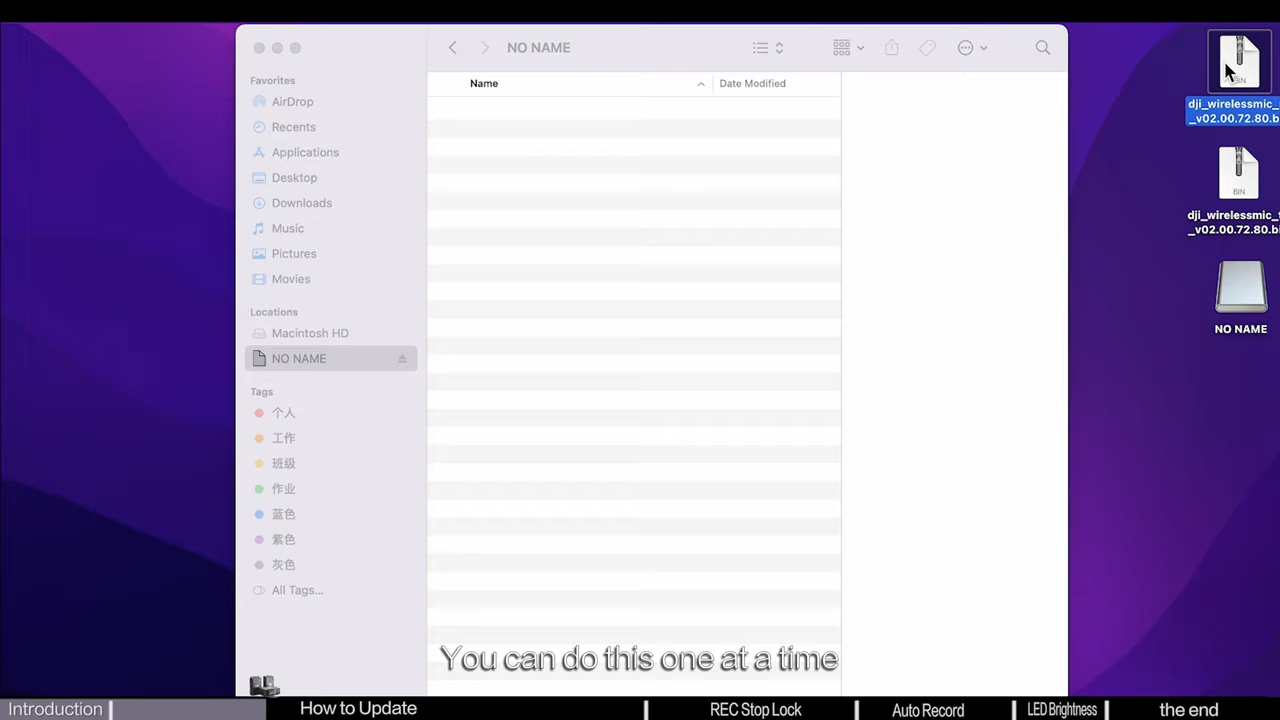 NO NAME
Name
Date Modified
Favorites
AirDrop
Recents
Applications
Desktop
Downloads
Music
Pictures
Movies
Locations
Macintosh HD
NO NAME
Tags
个人
工作
班级
作业
蓝色
紫色
灰色
All Tags...
BIN
dji_wirelessmic_
_v02.00.72.80.b
BIN
dji_wirelessmic_
_v02.00.72.80.bi
NO NAME
You can do this one at a time
Introduction
How to Update
REC Stop Lock
Auto Record
LED Brightness
the end